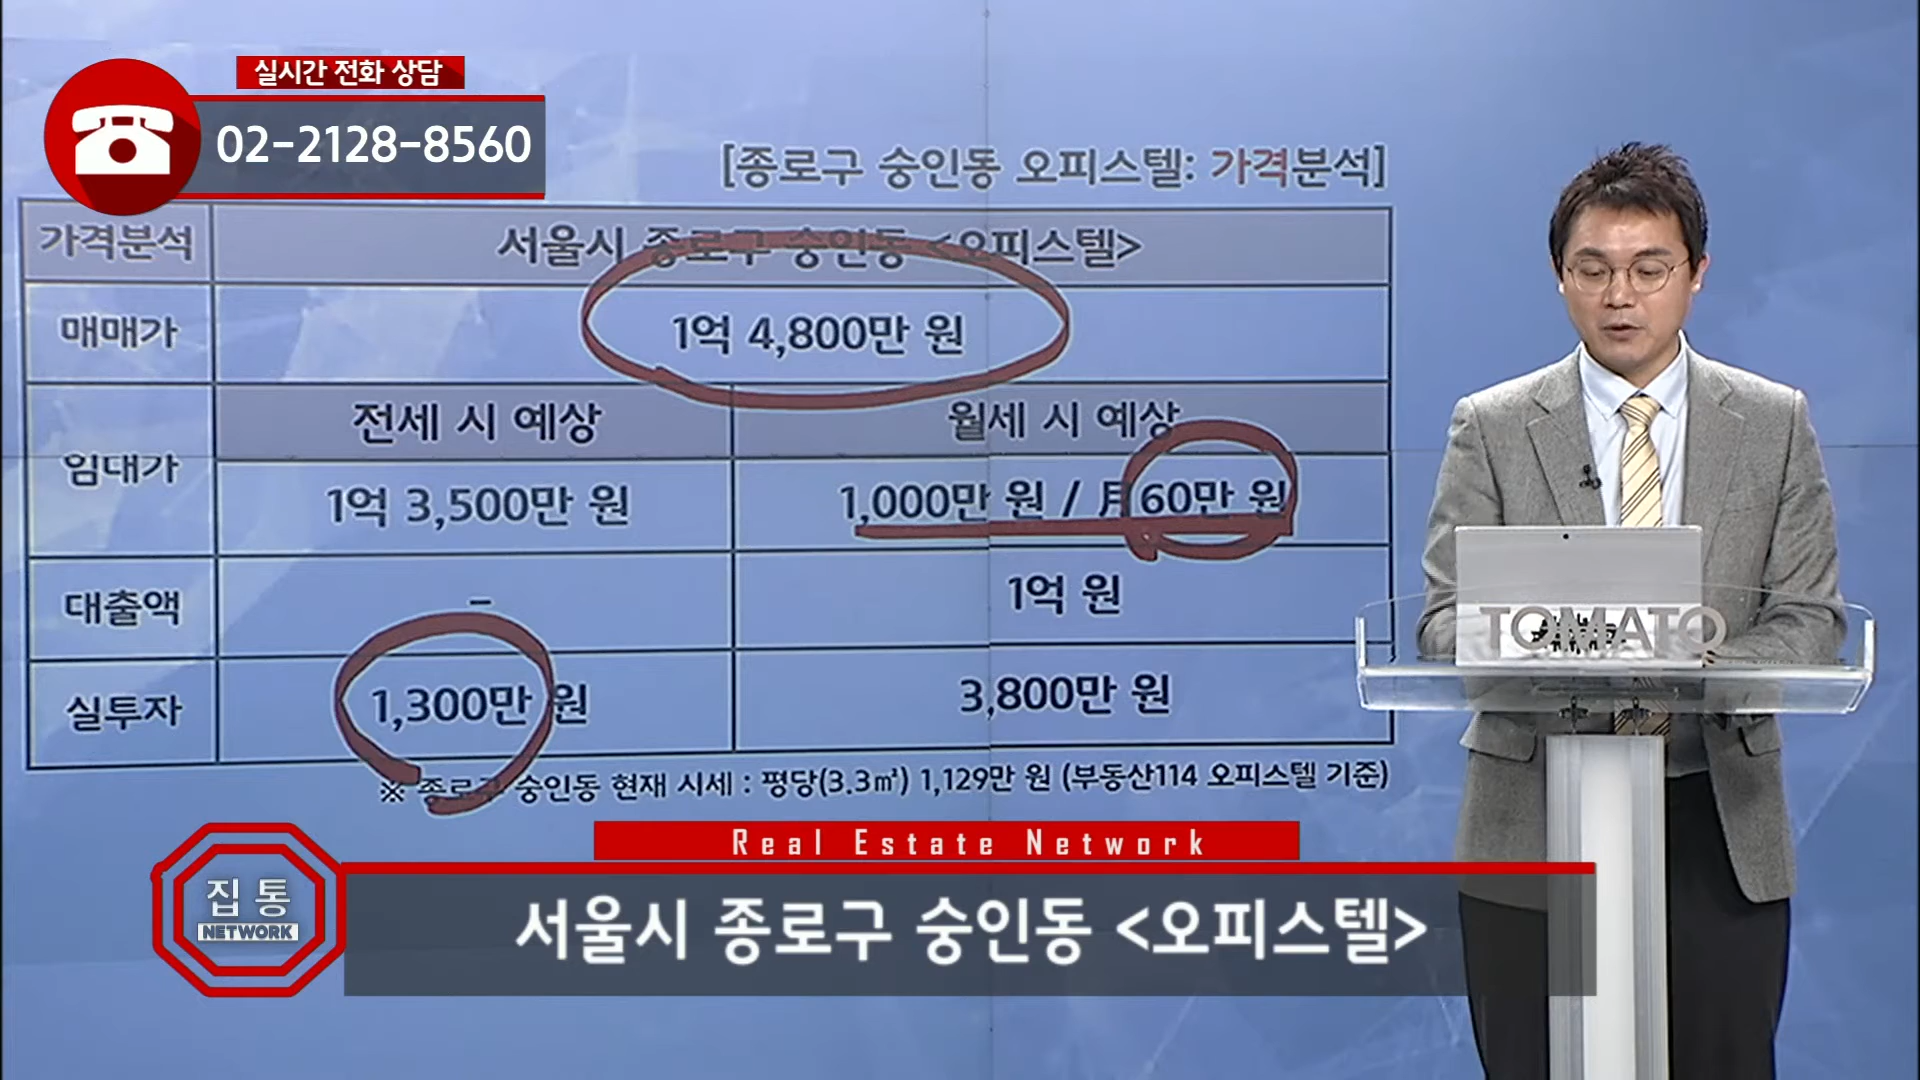 실시간 전화 상담
02-2128-8560
[종로구 숭인동 오피스텔: 가격분석]
가격분석 서울시 종로구 숭인동 <오피스텔>
매매가 1억 4,800만 원
임대가 전세 시 예상 월세 시 예상
1억 3,500만 원 1,000만 원 / 月 60만 원
대출액 - 1억 원
실투자 1,300만 원 3,800만 원
※ 종로구 숭인동 현재 시세 : 평당(3.3㎡) 1,129만 원 (부동산114 오피스텔 기준)
TOMATO
Real Estate Network
집통
NETWORK
서울시 종로구 숭인동 <오피스텔>